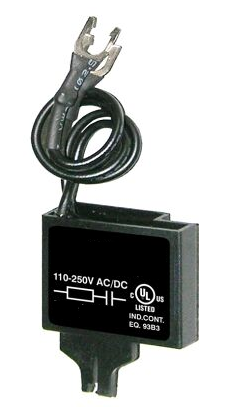 110-250V AC/DC
C UL US
LISTED
IND.CONT.
EQ. 93B3